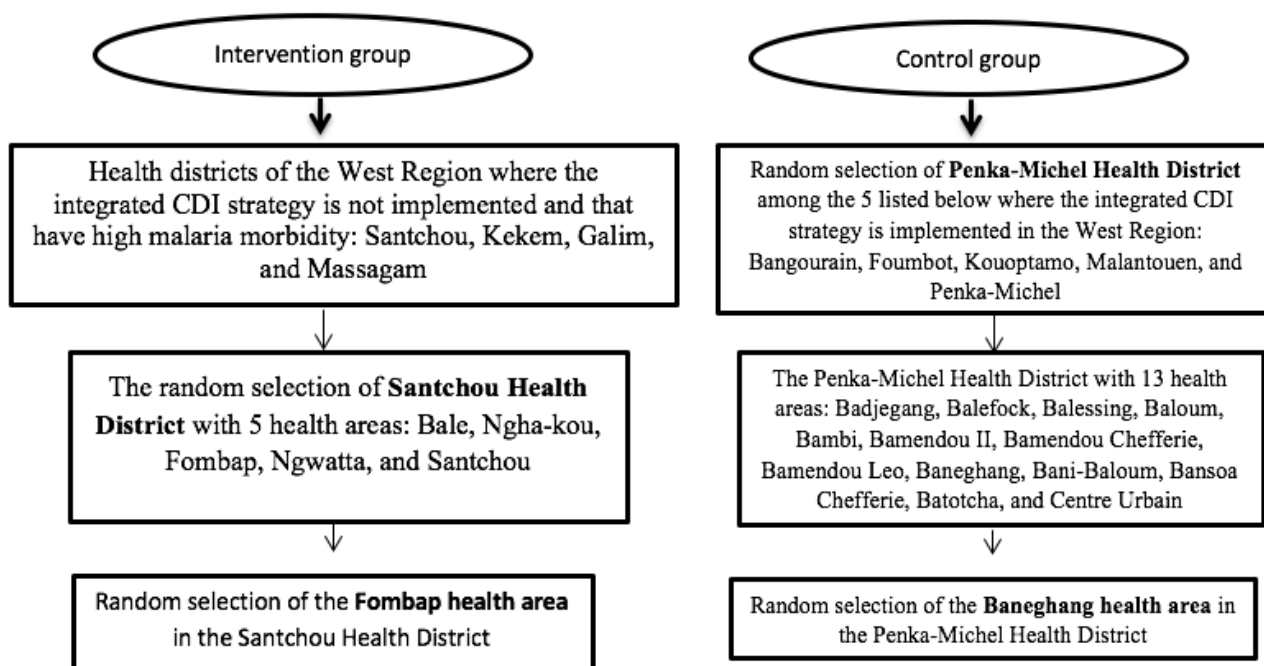 Intervention group
Health districts of the West Region where the
integrated CDI strategy is not implemented and that
have high malaria morbidity: Santchou, Kekem, Galim,
and Massagam
The random selection of Santchou Health
District with 5 health areas: Bale, Ngha-kou,
Fombap, Ngwatta, and Santchou
Random selection of the Fombap health area
in the Santchou Health District
Control group
Random selection of Penka-Michel Health District
among the 5 listed below where the integrated CDI
strategy is implemented in the West Region:
Bangourain, Foumbot, Kouoptamo, Malantouen, and
Penka-Michel
The Penka-Michel Health District with 13 health
areas: Badjegang, Balefock, Balessing, Baloum,
Bambi, Bamendou II, Bamendou Chefferie,
Bamendou Leo, Baneghang, Bani-Baloum, Bansoa
Chefferie, Batotcha, and Centre Urbain
Random selection of the Baneghang health area in
the Penka-Michel Health District